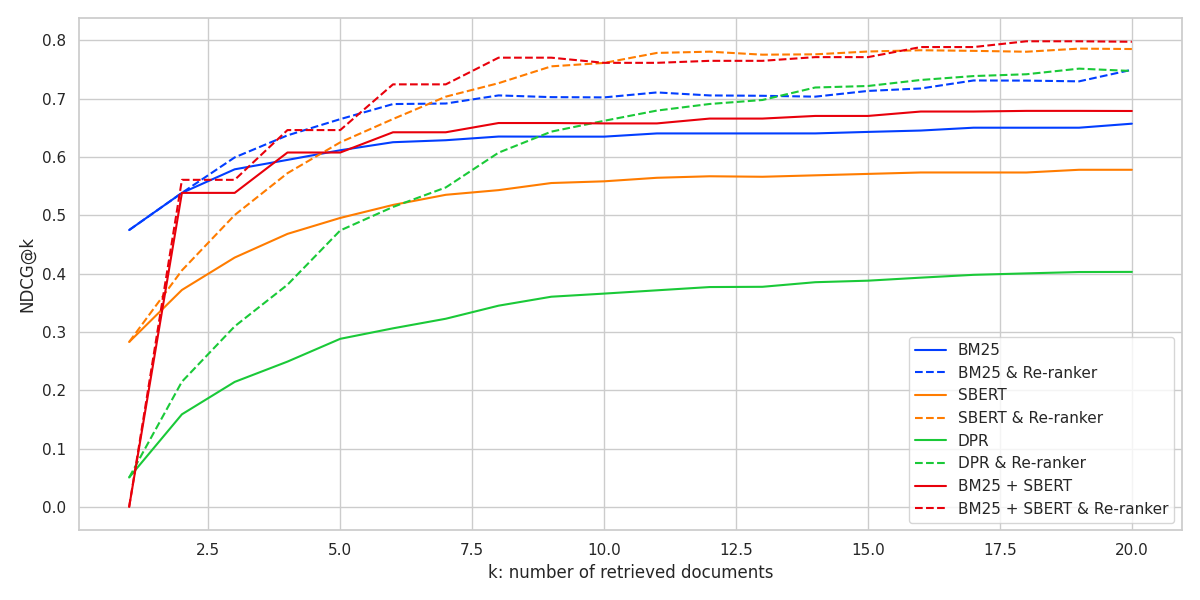 0.8
0.7
0.6
0.5
0.4
0.3
0.2
0.1
0.0
NDCG@k
2.5 5.0 7.5 10.0 12.5 15.0 17.5 20.0
k: number of retrieved documents
BM25
BM25 & Re-ranker
SBERT
SBERT & Re-ranker
DPR
DPR & Re-ranker
BM25 + SBERT
BM25 + SBERT & Re-ranker